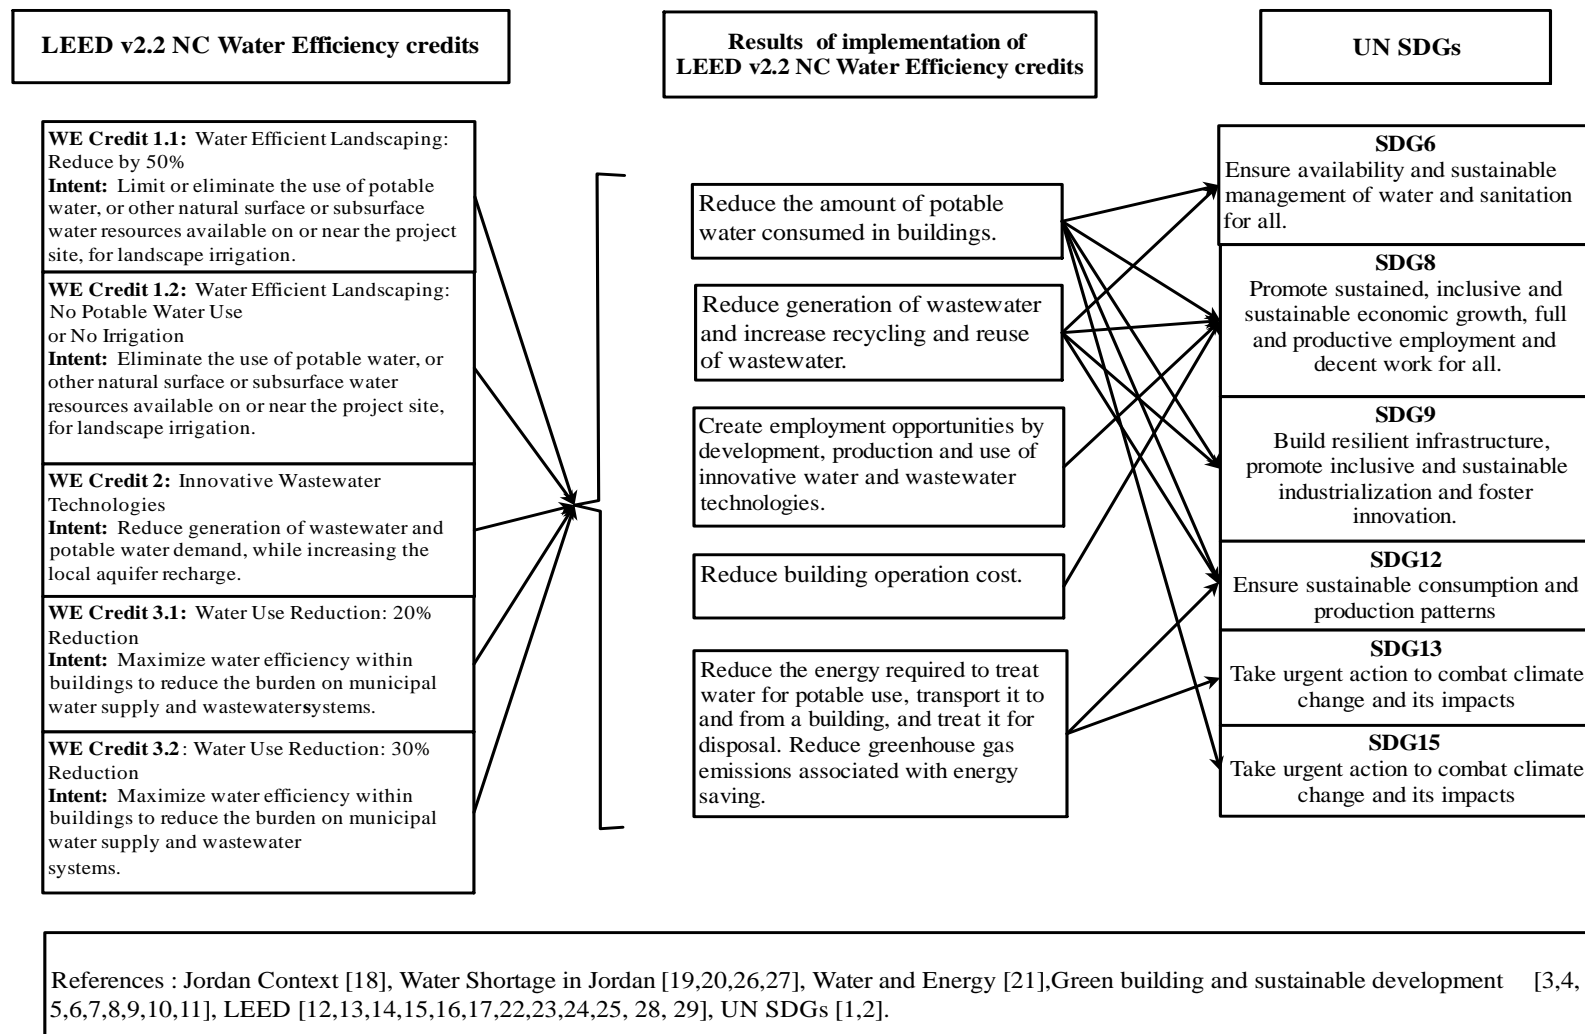 LEED v2.2 NC Water Efficiency credits
Results of implementation of
LEED v2.2 NC Water Efficiency credits
UN SDGs
WE Credit 1.1: Water Efficient Landscaping:
Reduce by 50%
Intent: Limit or eliminate the use of potable
water, or other natural surface or subsurface
water resources available on or near the project
site, for landscape irrigation.
WE Credit 1.2: Water Efficient Landscaping:
No Potable Water Use
or No Irrigation
Intent: Eliminate the use of potable water, or
other natural surface or subsurface water
resources available on or near the project site,
for landscape irrigation.
WE Credit 2: Innovative Wastewater
Technologies
Intent: Reduce generation of wastewater and
potable water demand, while increasing the
local aquifer recharge.
WE Credit 3.1: Water Use Reduction: 20%
Reduction
Intent: Maximize water efficiency within
buildings to reduce the burden on municipal
water supply and wastewatersystems.
WE Credit 3.2: Water Use Reduction: 30%
Reduction
Intent: Maximize water efficiency within
buildings to reduce the burden on municipal
water supply and wastewater
systems.
Reduce the amount of potable
water consumed in buildings.
Reduce generation of wastewater
and increase recycling and reuse
of wastewater.
Create employment opportunities by
development, production and use of
innovative water and wastewater
technologies.
Reduce building operation cost.
Reduce the energy required to treat
water for potable use, transport it to
and from a building, and treat it for
disposal. Reduce greenhouse gas
emissions associated with energy
saving.
SDG6
Ensure availability and sustainable
management of water and sanitation
for all.
SDG8
Promote sustained, inclusive and
sustainable economic growth, full
and productive employment and
decent work for all.
SDG9
Build resilient infrastructure,
promote inclusive and sustainable
industrialization and foster
innovation.
SDG12
Ensure sustainable consumption and
production patterns
SDG13
Take urgent action to combat climate
change and its impacts
SDG15
Take urgent action to combat climate
change and its impacts
References : Jordan Context [18], Water Shortage in Jordan [19,20,26,27], Water and Energy [21],Green building and sustainable development [3,4,
5,6,7,8,9,10,11], LEED [12,13,14,15,16,17,22,23,24,25, 28, 29], UN SDGs [1,2].